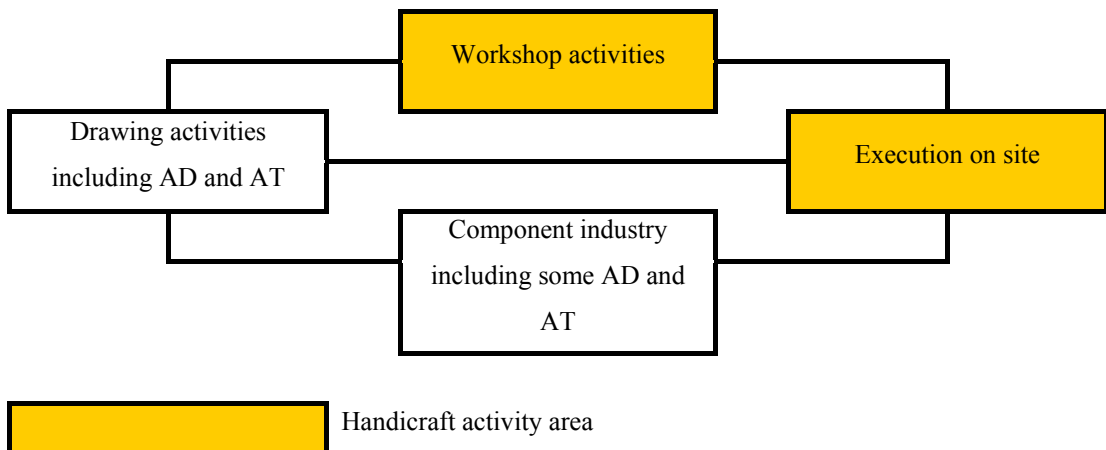 Workshop activities
Drawing activities
including AD and AT
Execution on site
Component industry
including some AD and
AT
Handicraft activity area